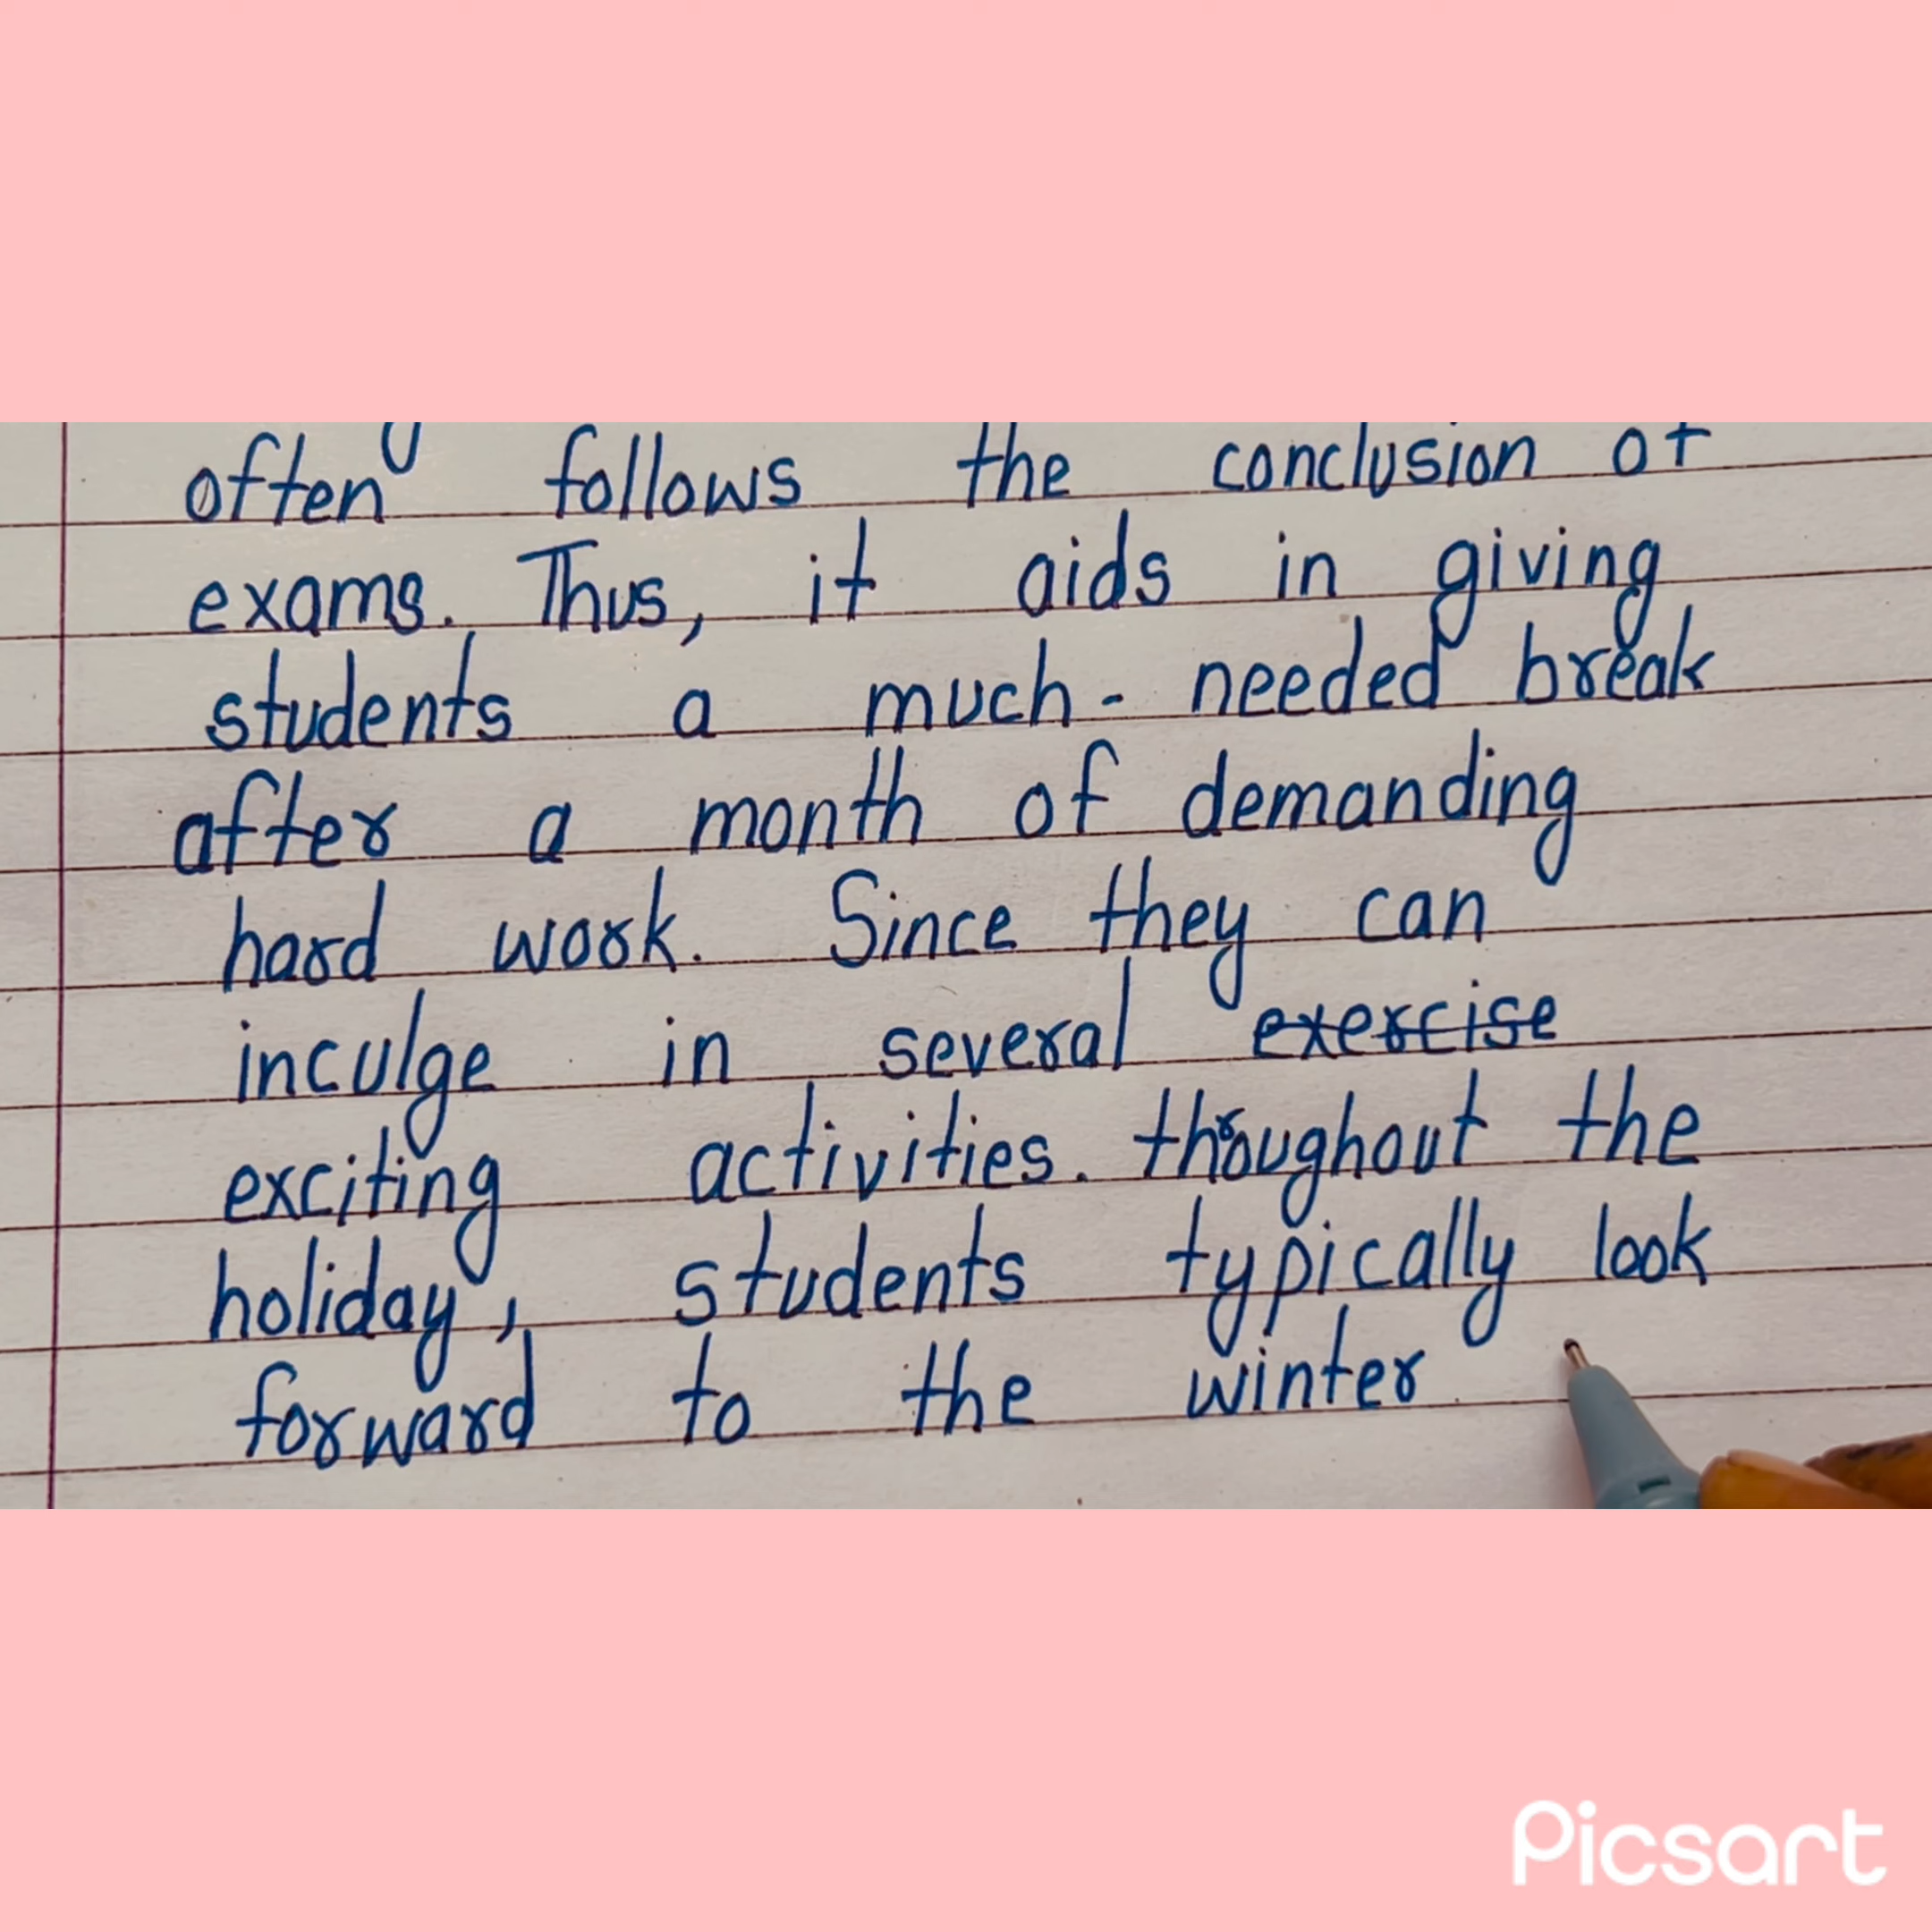 often follows the conclusion of
exams. Thus, it aids in giving
students a much-needed break
after a month of demanding
hard work. Since they can
inculge in several exercise
exciting activities. throughout the
holiday, students typically look
forward to the winter
Picsart